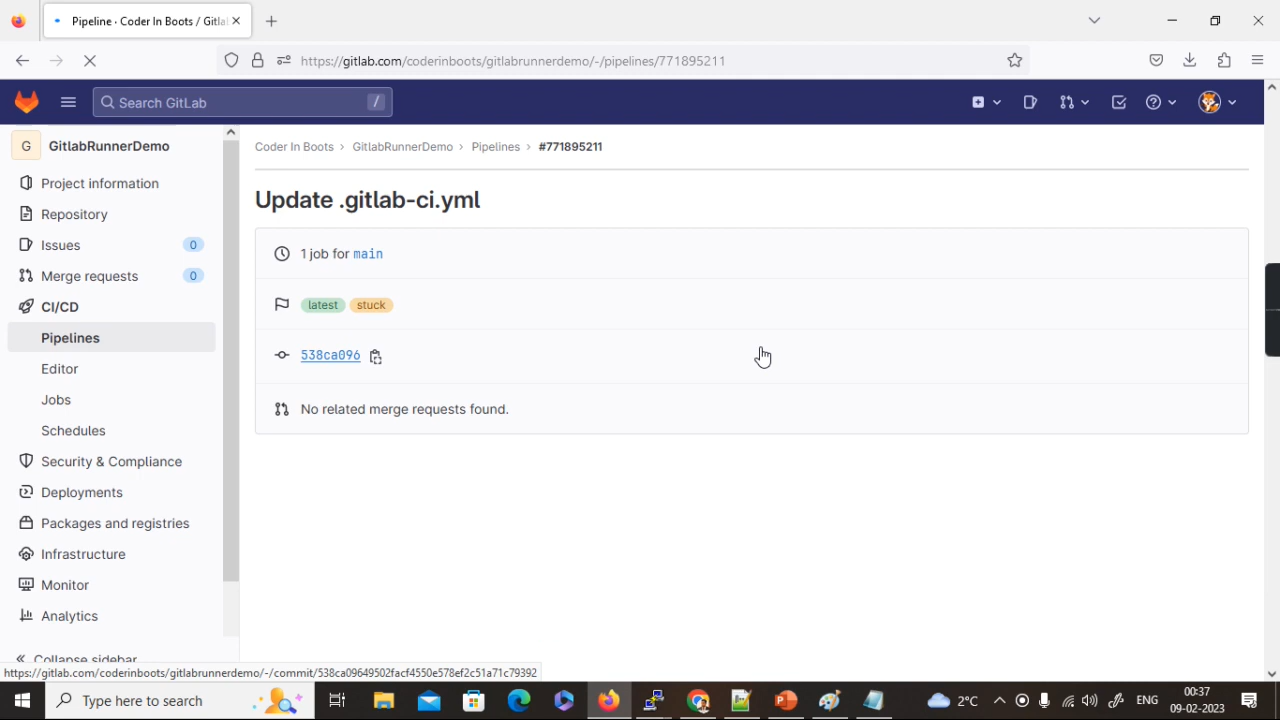 Pipeline · Coder In Boots / Gitla
https://gitlab.com/coderinboots/gitlabrunnerdemo/-/pipelines/771895211
Search GitLab
/
G
GitlabRunnerDemo
Project information
Repository
Issues
0
Merge requests
0
CI/CD
Pipelines
Editor
Jobs
Schedules
Security & Compliance
Deployments
Packages and registries
Infrastructure
Monitor
Analytics
Collapse sidebar
Coder In Boots › GitlabRunnerDemo › Pipelines › #771895211
Update .gitlab-ci.yml
1 job for main
latest stuck
538ca096
No related merge requests found.
https://gitlab.com/coderinboots/gitlabrunnerdemo/-/commit/538ca09649502facf4550e578ef2c51a71c79392
Type here to search
2°C
ENG
00:37
09-02-2023